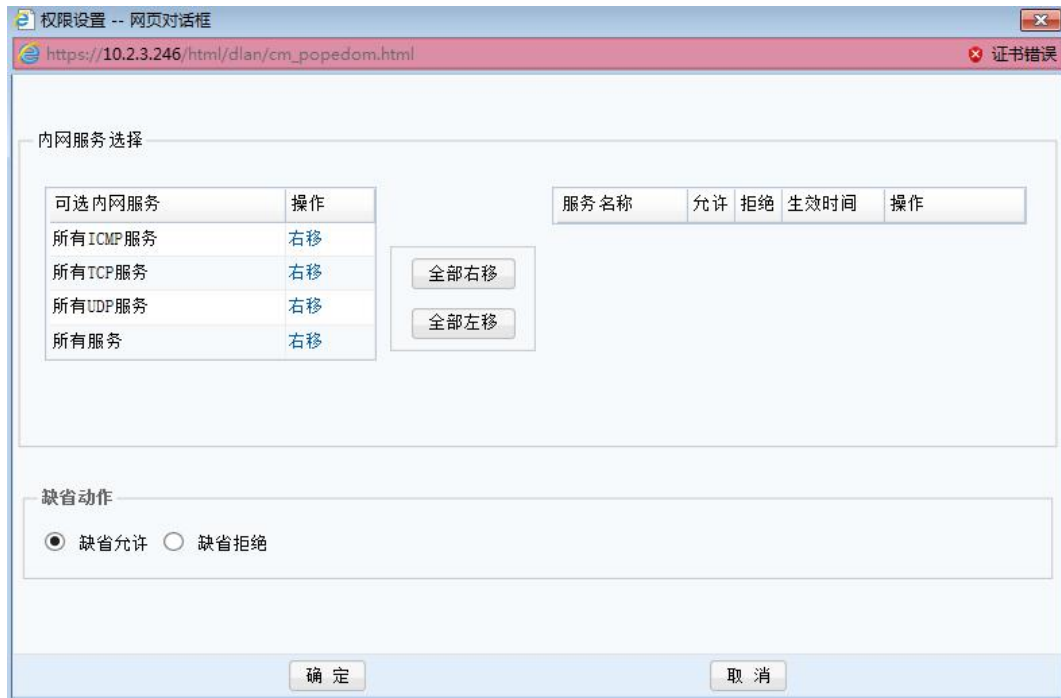 权限设置 -- 网页对话框
https://10.2.3.246/html/dlan/cm_popedom.html 证书错误
内网服务选择
可选内网服务 操作 服务名称 允许 拒绝 生效时间 操作
所有ICMP服务 右移
所有TCP服务 右移 全部右移
所有UDP服务 右移 全部左移
所有服务 右移
缺省动作
缺省允许 缺省拒绝
确定 取消